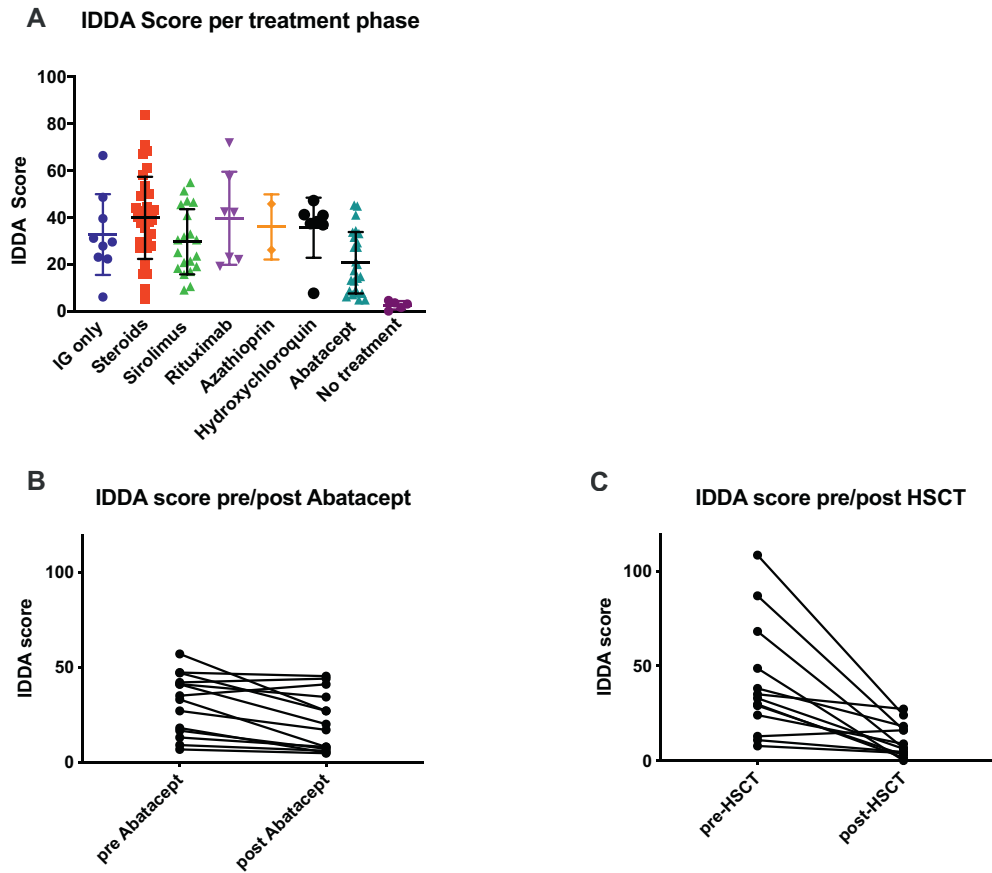 A IDDA Score per treatment phase
IDDA Score
100
80
60
40
20
0
IG only
Steroids
Sirolimus
Rituximab
Azathioprin
Hydroxychloroquin
Abatacept
No treatment
B IDDA score pre/post Abatacept
IDDA score
100
50
0
pre Abatacept
post Abatacept
C IDDA score pre/post HSCT
IDDA score
100
50
0
pre-HSCT
post-HSCT